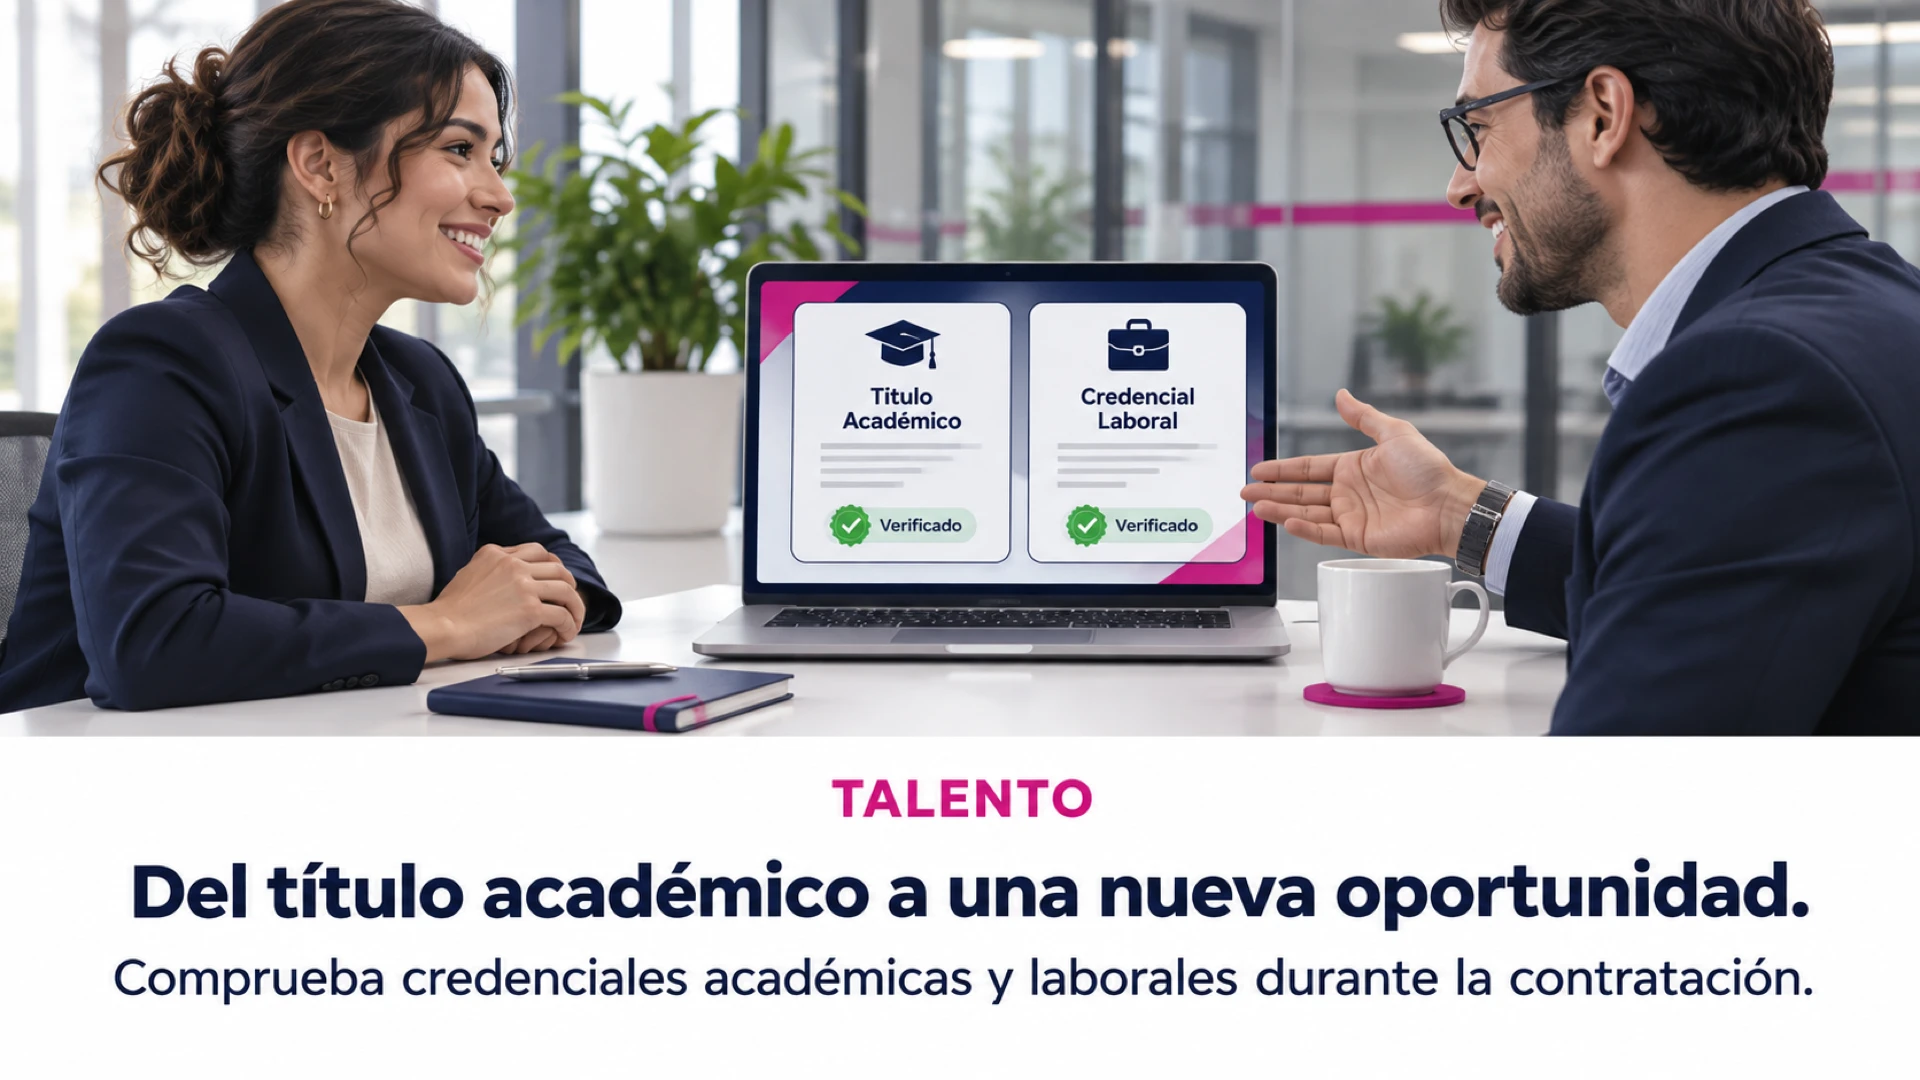 Titulo
Académico
Verificado
Credencial
Laboral
Verificado
TALENTO
Del título académico a una nueva oportunidad.
Comprueba credenciales académicas y laborales durante la contratación.